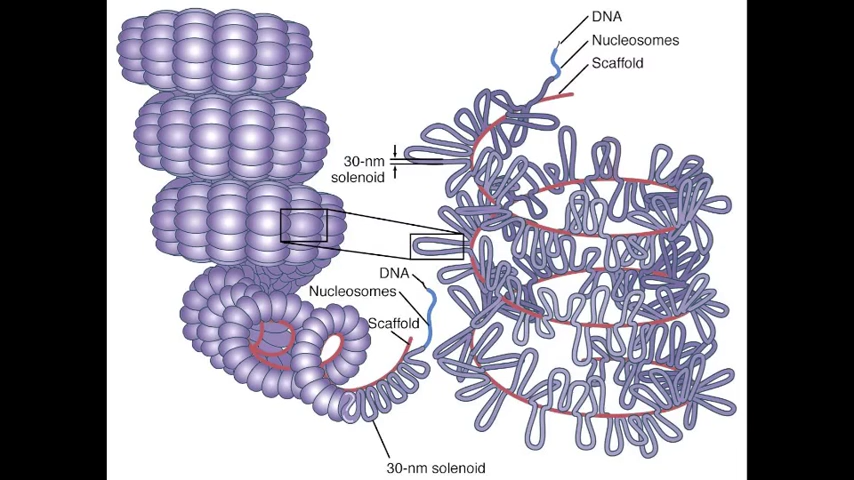 DNA
Nucleosomes
Scaffold
30-nm
solenoid
DNA
Nucleosomes
Scaffold
30-nm solenoid